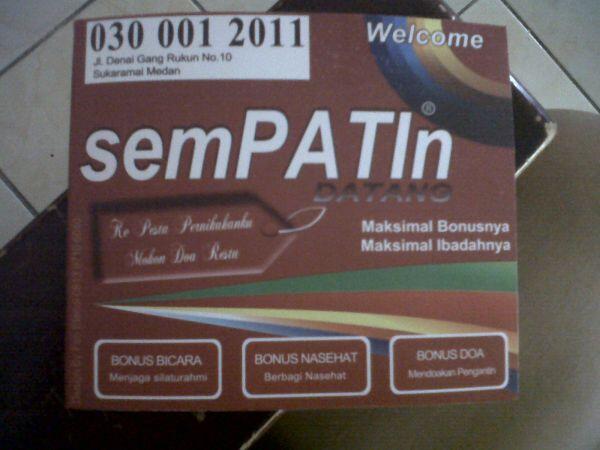 030 001 2011
Jl. Denai Gang Rukun No.10
Sukaramai Medan
Welcome
semPATIn®
DATANG
Ke Pesta Pernikahanku
Mohon Doa Restu
Maksimal Bonusnya
Maksimal Ibadahnya
BONUS BICARA
Menjaga silaturahmi
BONUS NASEHAT
Berbagi Nasehat
BONUS DOA
Mendoakan Pengantin